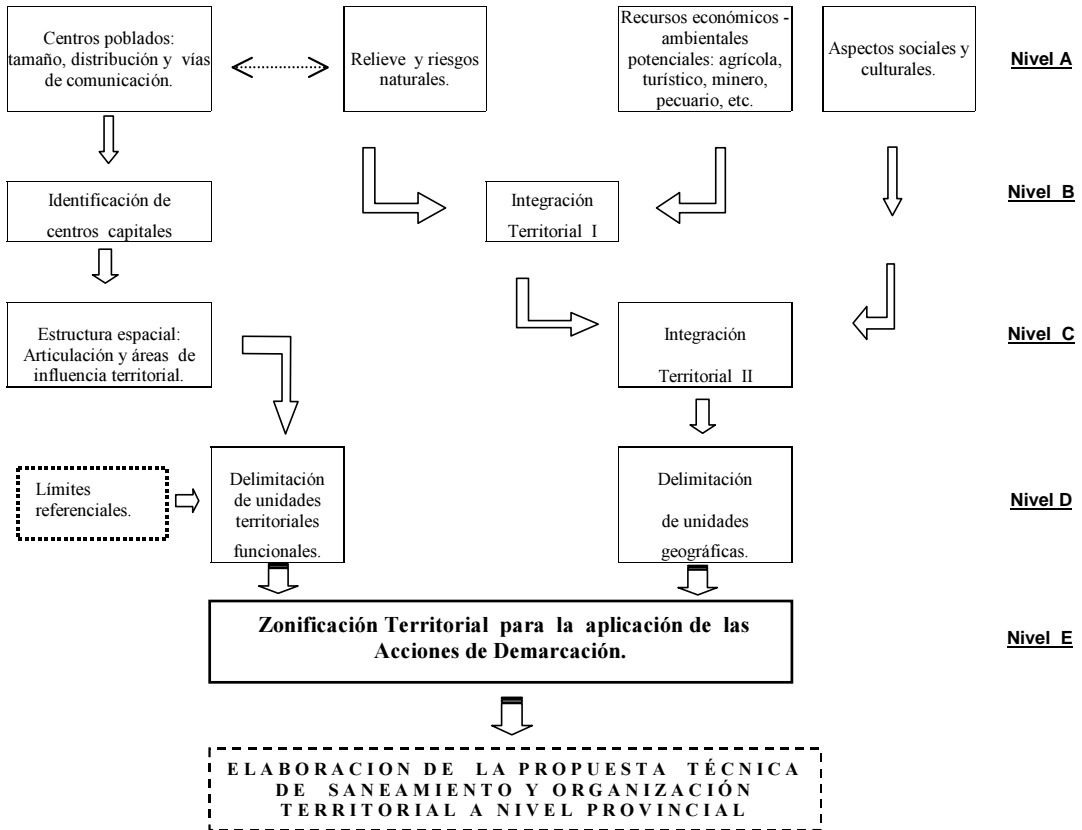 Centros poblados:
tamaño, distribución y vías
de comunicación.
Relieve y riesgos
naturales.
Recursos económicos -
ambientales
potenciales: agrícola,
turístico, minero,
pecuario, etc.
Aspectos sociales y
culturales.
Nivel A
Identificación de
centros capitales
Integración
Territorial I
Nivel B
Estructura espacial:
Articulación y áreas de
influencia territorial.
Integración
Territorial II
Nivel C
Límites
referenciales.
Delimitación
de unidades
territoriales
funcionales.
Delimitación
de unidades
geográficas.
Nivel D
Zonificación Territorial para la aplicación de las
Acciones de Demarcación.
Nivel E
ELABORACION DE LA PROPUESTA TÉCNICA
DE SANEAMIENTO Y ORGANIZACIÓN
TERRITORIAL A NIVEL PROVINCIAL